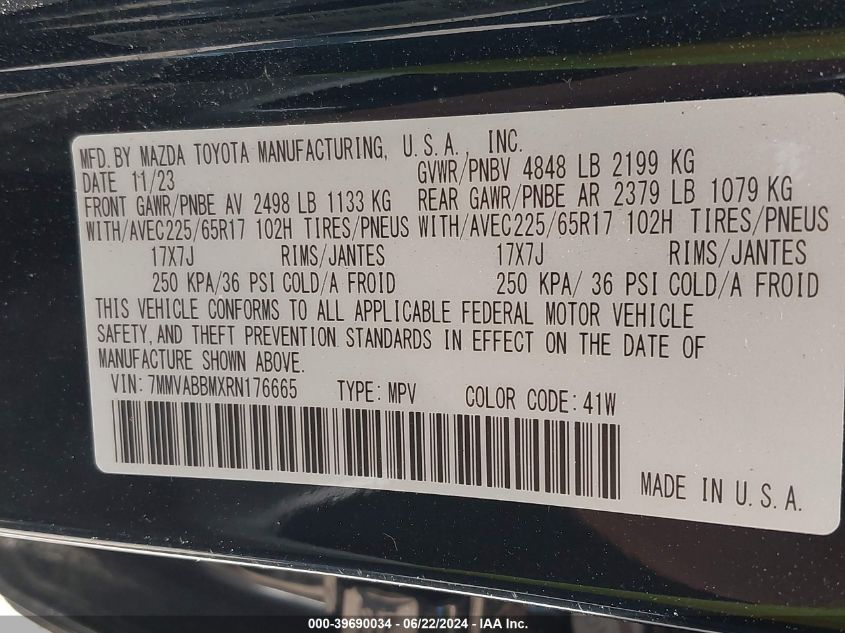 MFD. BY MAZDA TOYOTA MANUFACTURING, U.S.A., INC.
DATE 11/23 GVWR/PNBV 4848 LB 2199 KG
FRONT GAWR/PNBE AV 2498 LB 1133 KG REAR GAWR/PNBE AR 2379 LB 1079 KG
WITH/AVEC225/65R17 102H TIRES/PNEUS WITH/AVEC225/65R17 102H TIRES/PNEUS
17X7J RIMS/JANTES 17X7J RIMS/JANTES
250 KPA/36 PSI COLD/A FROID 250 KPA/ 36 PSI COLD/A FROID
THIS VEHICLE CONFORMS TO ALL APPLICABLE FEDERAL MOTOR VEHICLE
SAFETY, AND THEFT PREVENTION STANDARDS IN EFFECT ON THE DATE OF
MANUFACTURE SHOWN ABOVE.
VIN: 7MMVABBMXRN176665 TYPE: MPV COLOR CODE: 41W
MADE IN U.S.A.
000-39690034 - 06/22/2024 - IAA Inc.